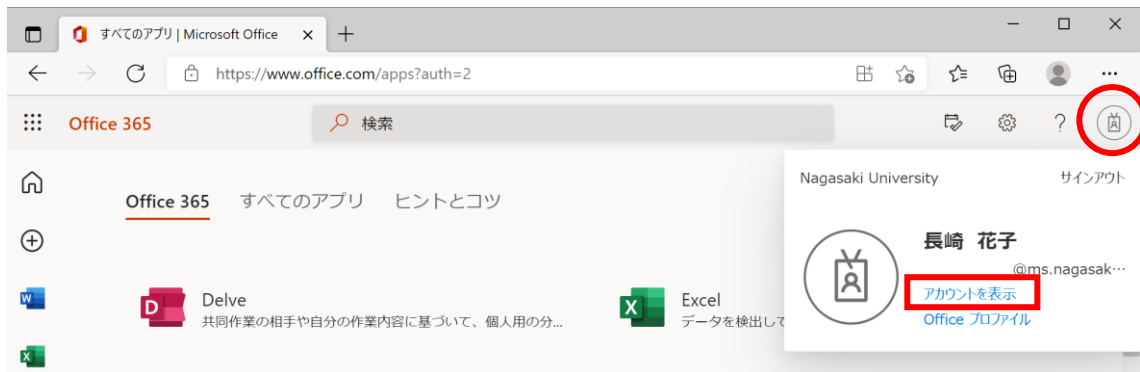 すべてのアプリ | Microsoft Office
https://www.office.com/apps?auth=2
Office 365
検索
Nagasaki University
サインアウト
Office 365
すべてのアプリ
ヒントとコツ
長崎 花子
@ms.nagasak…
アカウントを表示
Office プロファイル
Delve
共同作業の相手や自分の作業内容に基づいて、個人用の分...
Excel
データを検出して